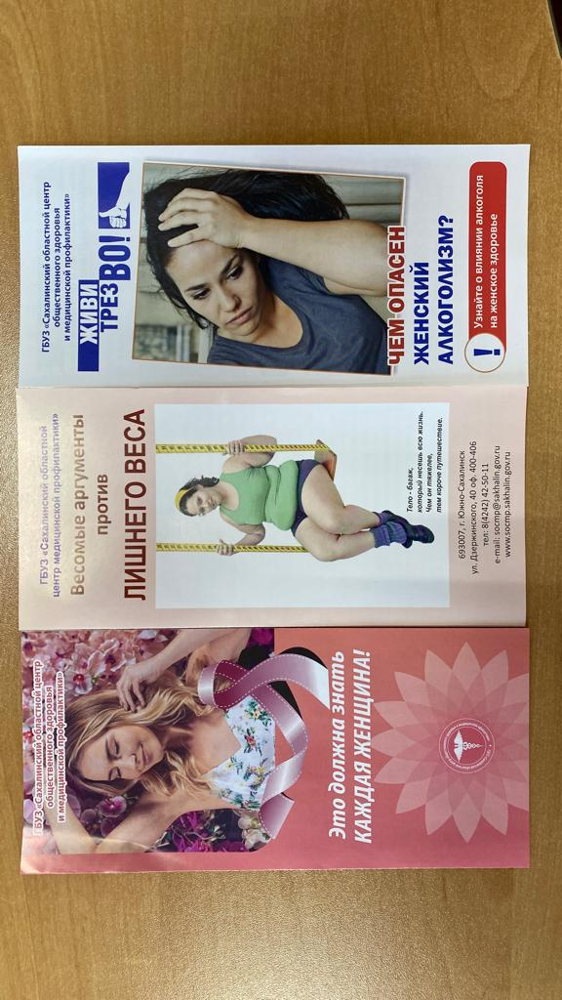 ГБУЗ «Сахалинский областной центр
общественного здоровья
и медицинской профилактики»
Это должна знать
КАЖДАЯ ЖЕНЩИНА!
ГБУЗ «Сахалинский областной
центр медицинской профилактики»
Весомые аргументы
против
ЛИШНЕГО ВЕСА
Тело - багаж,
который несешь всю жизнь.
Чем он тяжелее,
тем короче путешествие.
693007, г. Южно-Сахалинск
ул. Дзержинского, 40 оф. 400-406
тел: 8(4242) 42-50-11
e-mail: socmp@sakhalin.gov.ru
www.socmp.sakhalin.gov.ru
ГБУЗ «Сахалинский областной центр
общественного здоровья
и медицинской профилактики»
ЖИВИ
ТРЕЗ ВО!
ЧЕМ ОПАСЕН
ЖЕНСКИЙ
АЛКОГОЛИЗМ?
! Узнайте о влиянии алкоголя
на женское здоровье